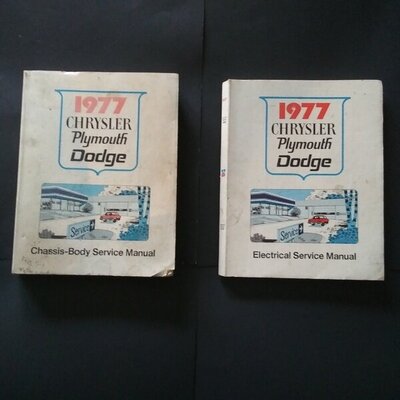 1977
CHRYSLER
Plymouth
Dodge
Service
Chassis-Body Service Manual
1977
CHRYSLER
Plymouth
Dodge
Service
Electrical Service Manual